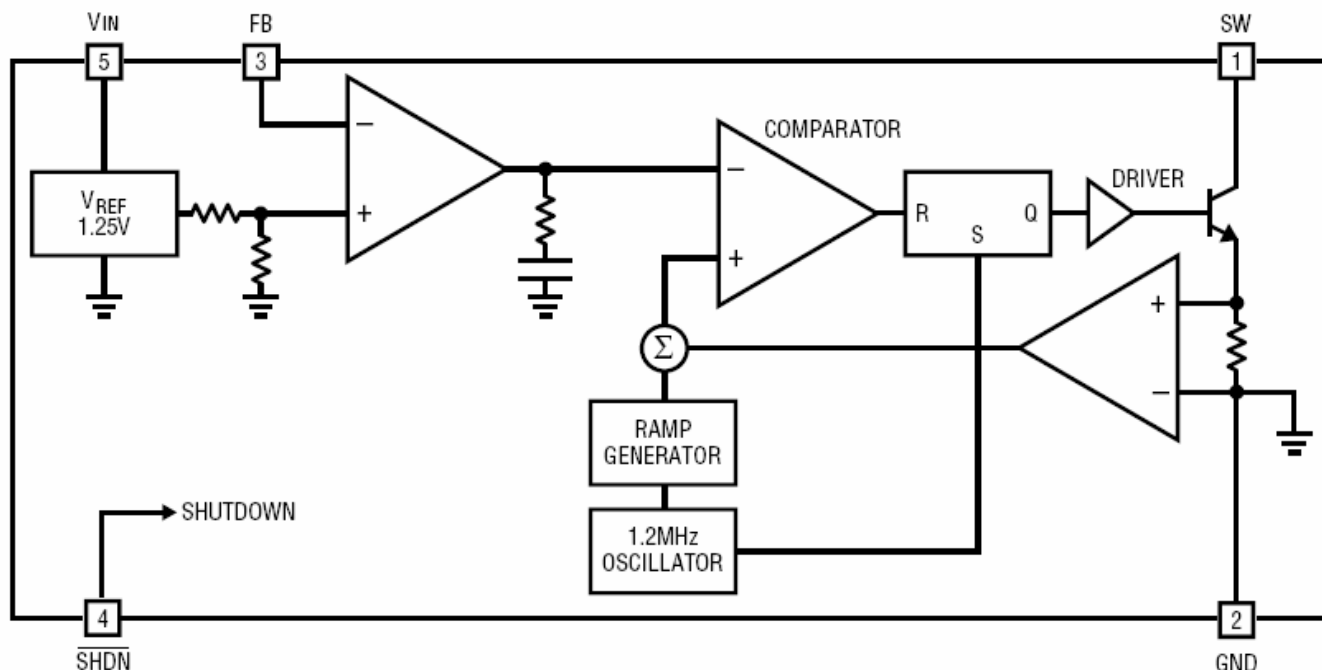 VIN
FB
SW
5
3
1
COMPARATOR
DRIVER
−
−
VREF
1.25V
+
R
Q
S
+
+
Σ
−
RAMP
GENERATOR
SHUTDOWN
1.2MHz
OSCILLATOR
4
2
SHDN
GND